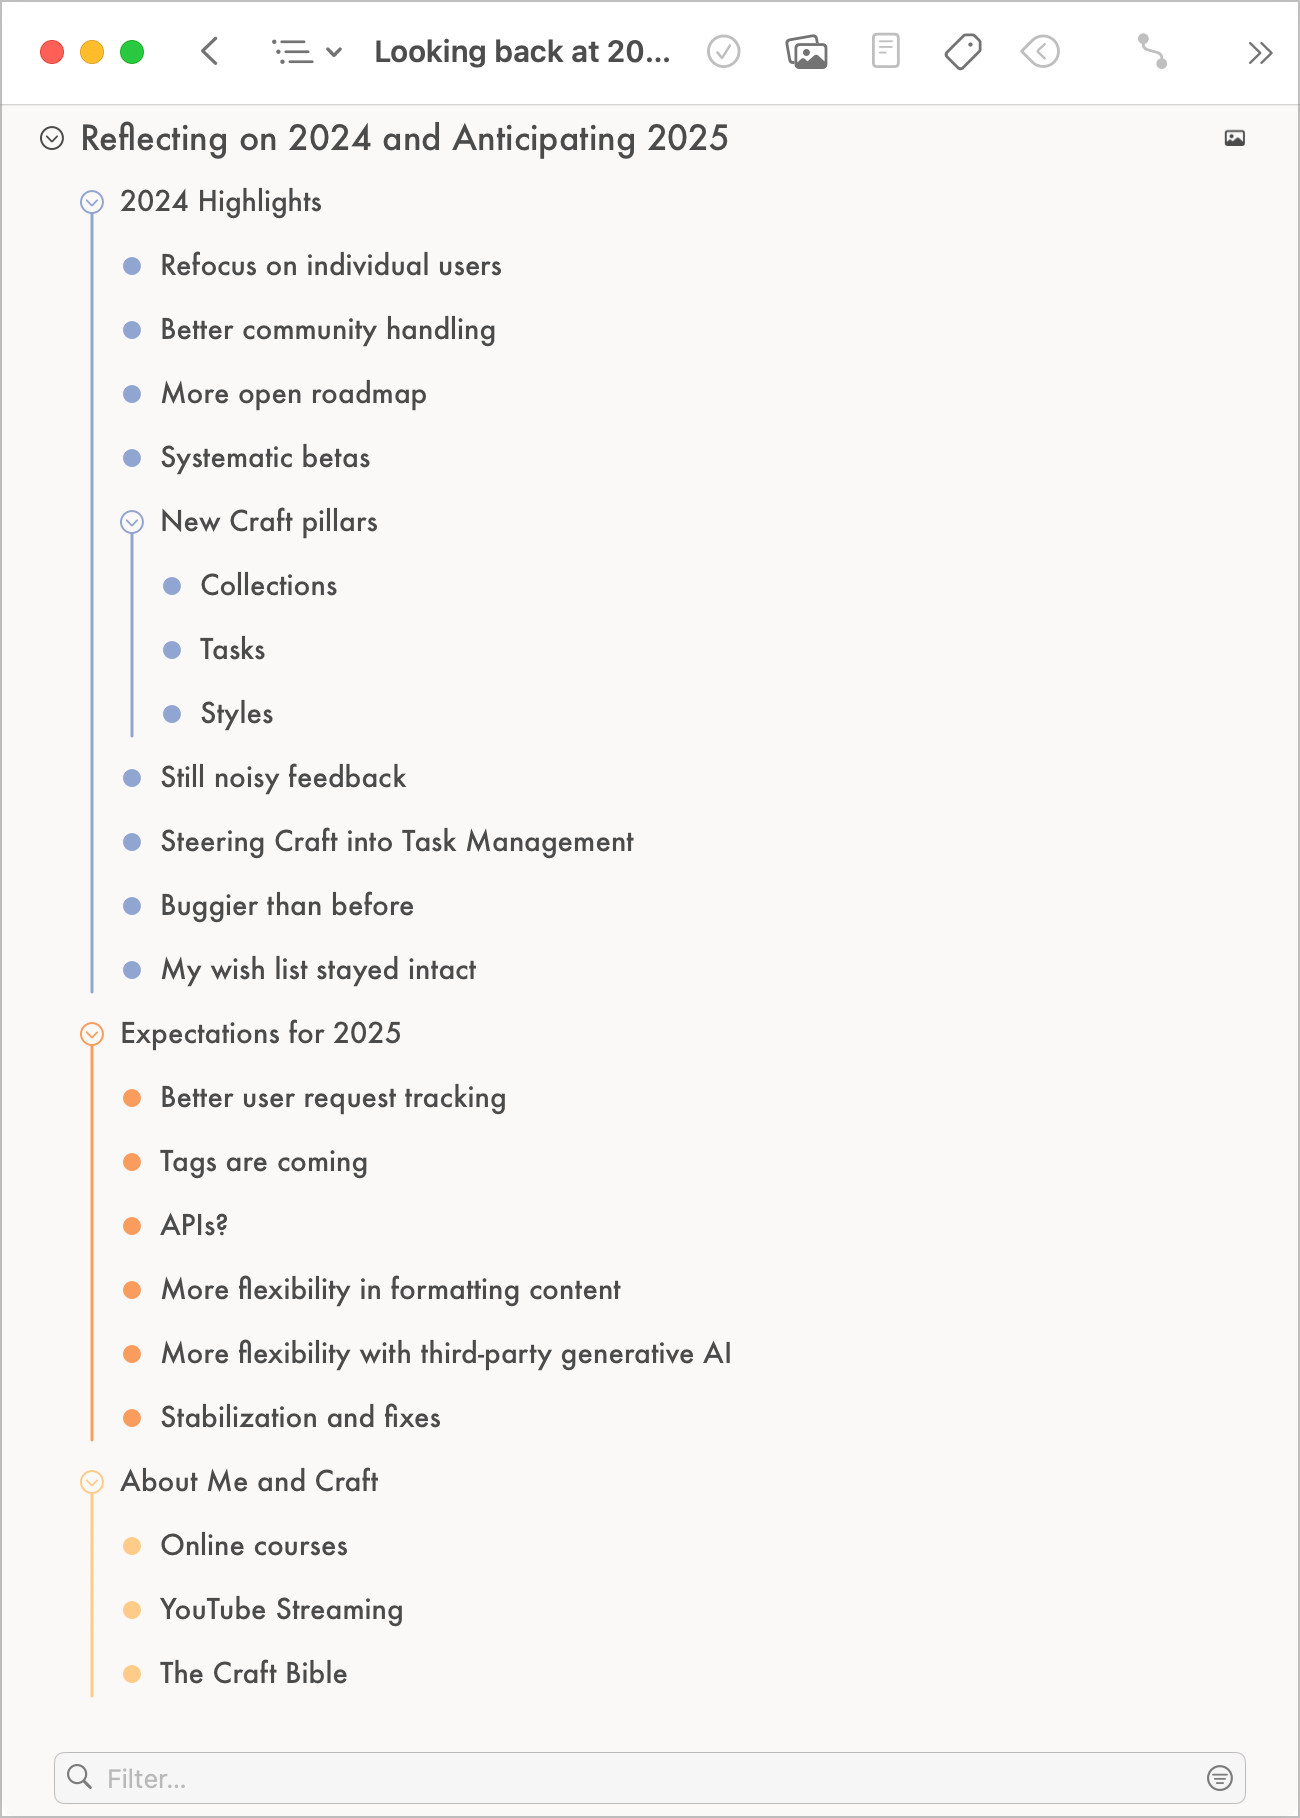 Looking back at 20...
Reflecting on 2024 and Anticipating 2025
2024 Highlights
Refocus on individual users
Better community handling
More open roadmap
Systematic betas
New Craft pillars
Collections
Tasks
Styles
Still noisy feedback
Steering Craft into Task Management
Buggier than before
My wish list stayed intact
Expectations for 2025
Better user request tracking
Tags are coming
APIs?
More flexibility in formatting content
More flexibility with third-party generative AI
Stabilization and fixes
About Me and Craft
Online courses
YouTube Streaming
The Craft Bible
Filter...